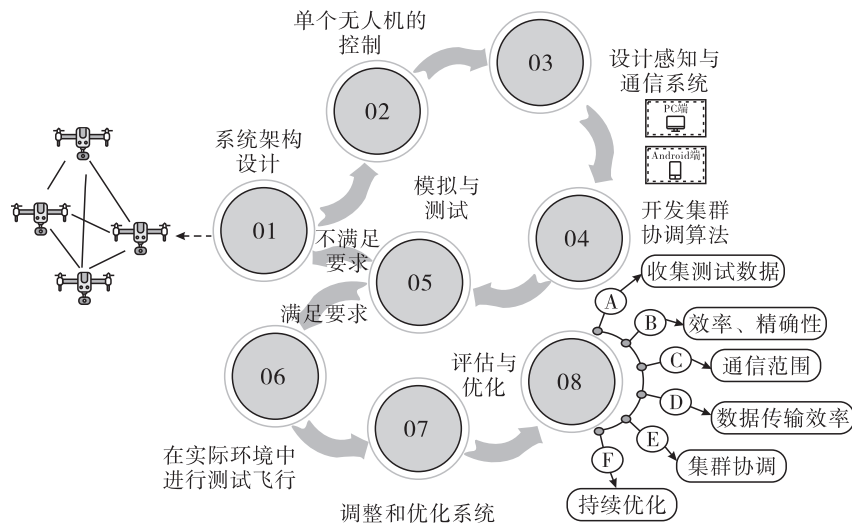 单个无人机的
控制
03
设计感知与
通信系统
02
PC端
系统架构
设计
Android端
模拟与
测试
01
开发集群
协调算法
04
不满足
要求
05
收集测试数据
A
满足要求
B
效率、精确性
评估与
优化
C
通信范围
06
08
D
数据传输效率
07
E
集群协调
在实际环境中
进行测试飞行
F
持续优化
调整和优化系统